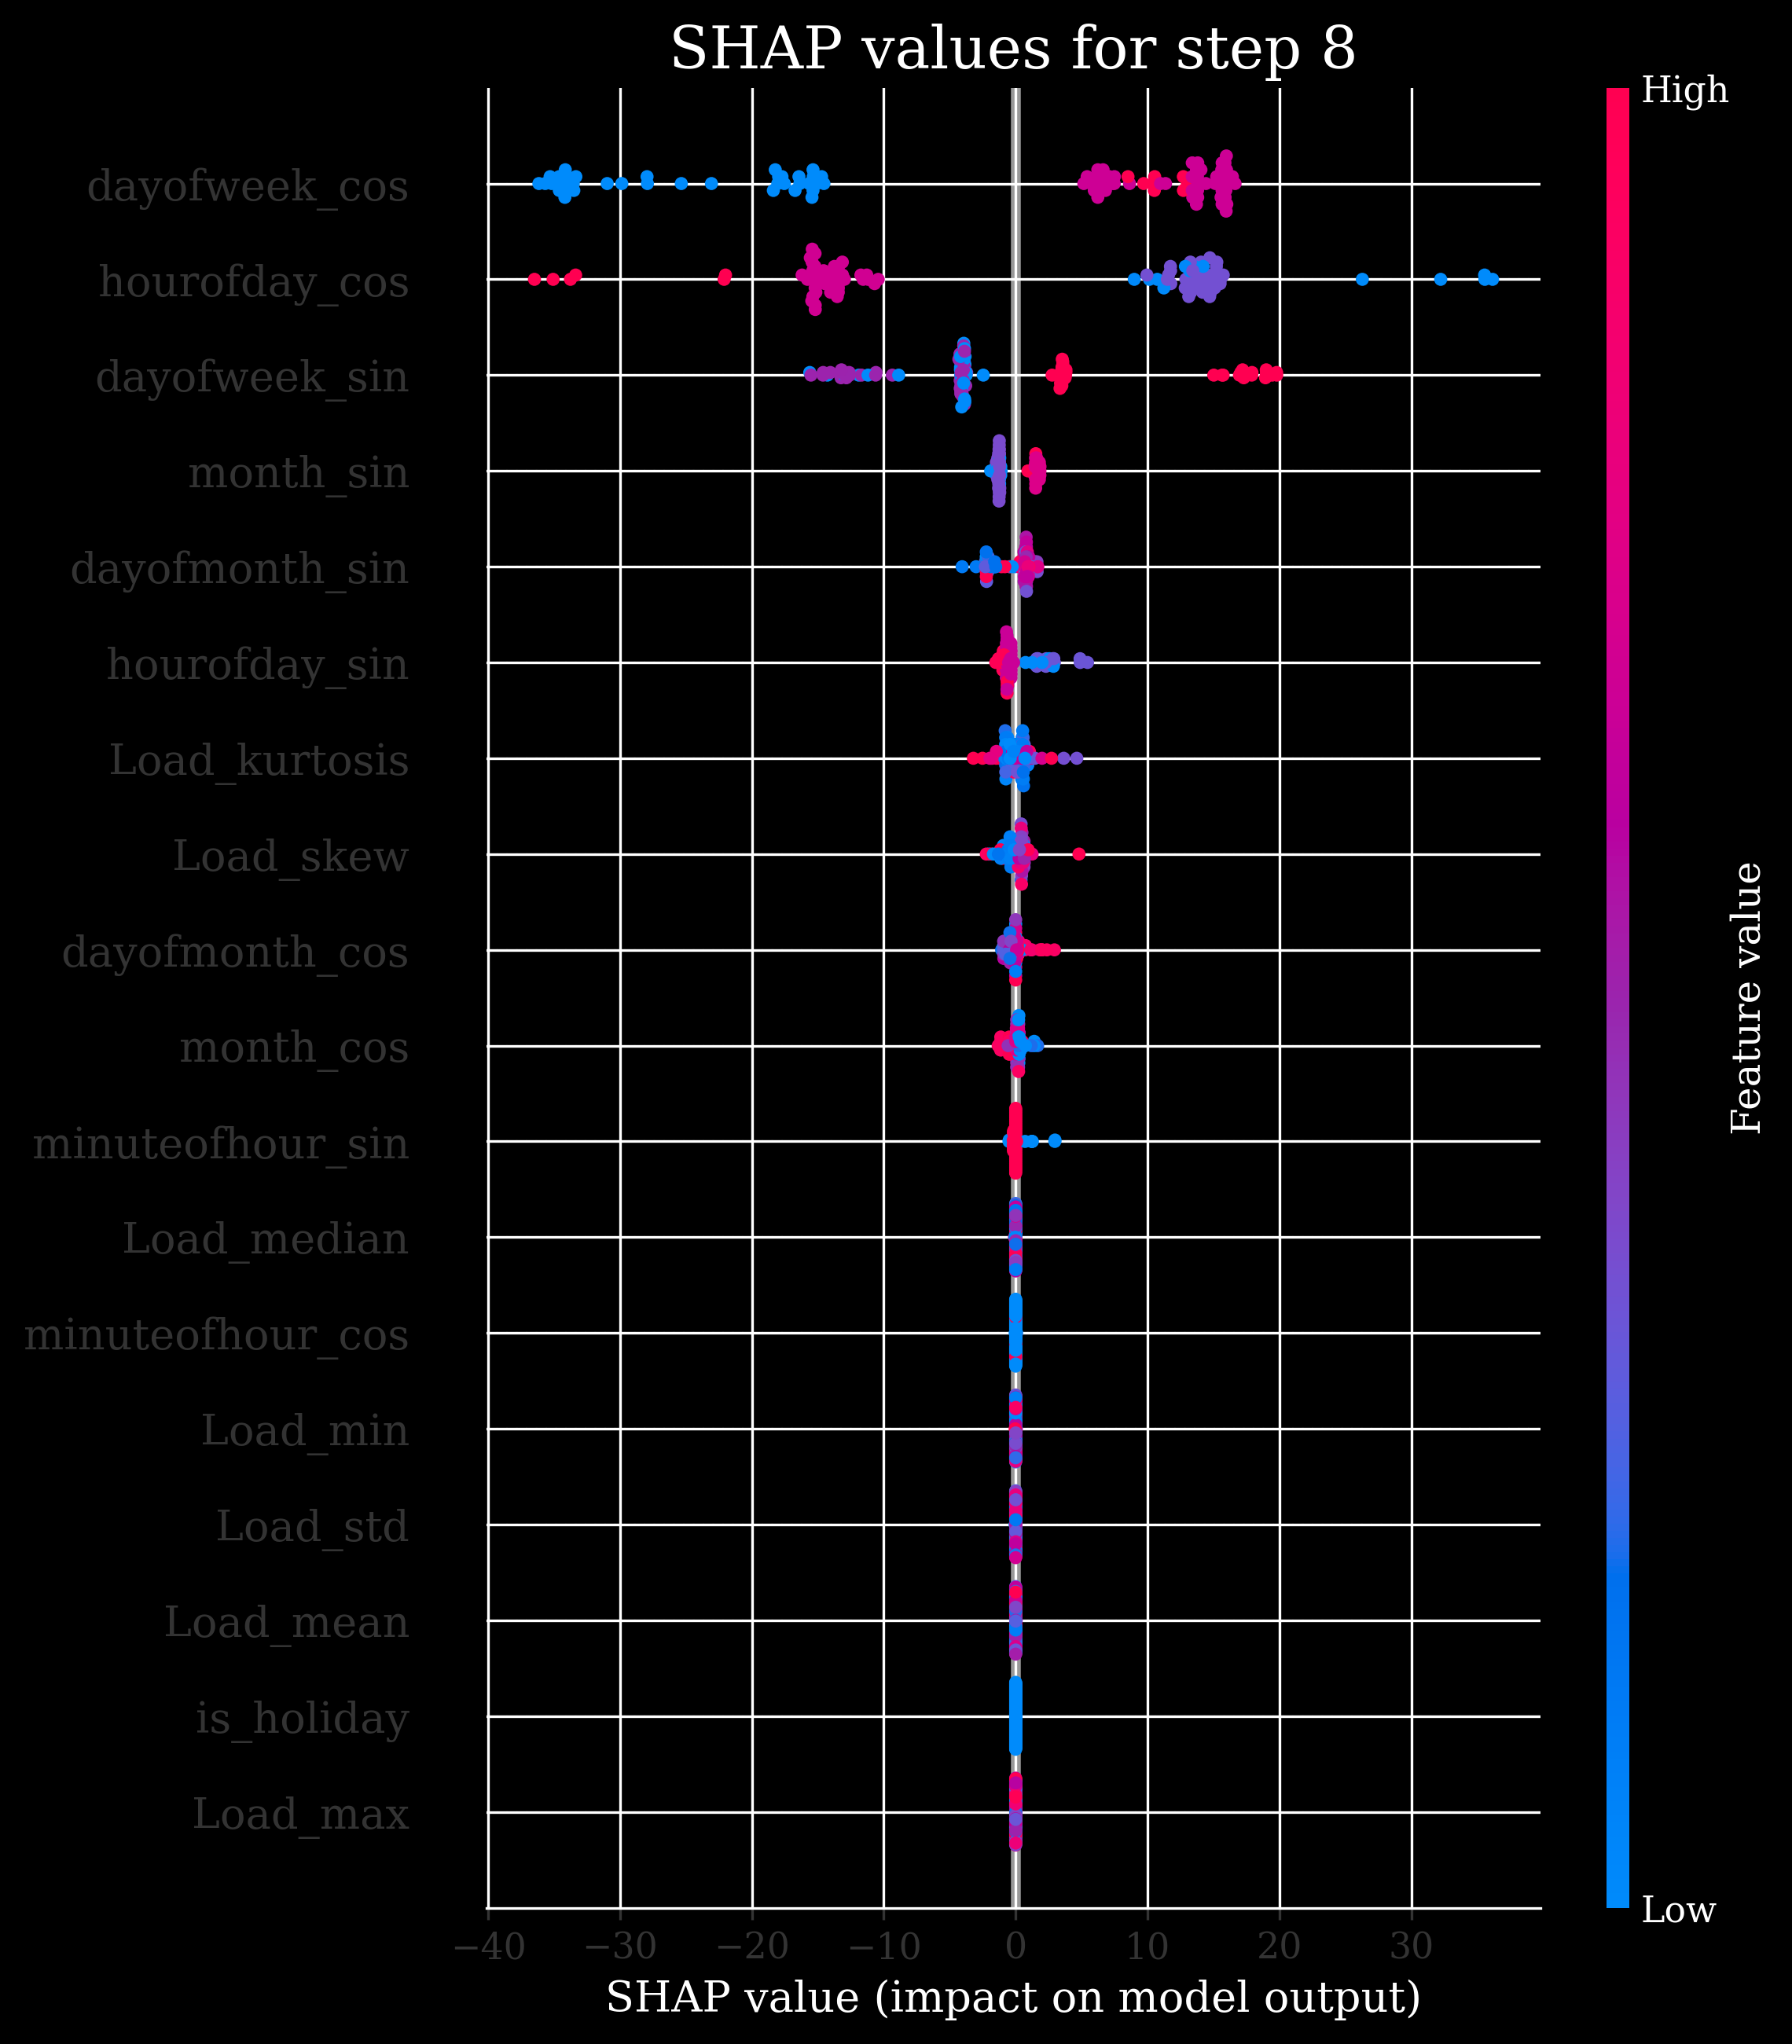 SHAP values for step 8
High
dayofweek_cos
hourofday_cos
dayofweek_sin
month_sin
dayofmonth_sin
hourofday_sin
Load_kurtosis
Load_skew
dayofmonth_cos
month_cos
minuteofhour_sin
Load_median
minuteofhour_cos
Load_min
Load_std
Load_mean
is_holiday
Load_max
Feature value
Low
−40 −30 −20 −10 0 10 20 30
SHAP value (impact on model output)